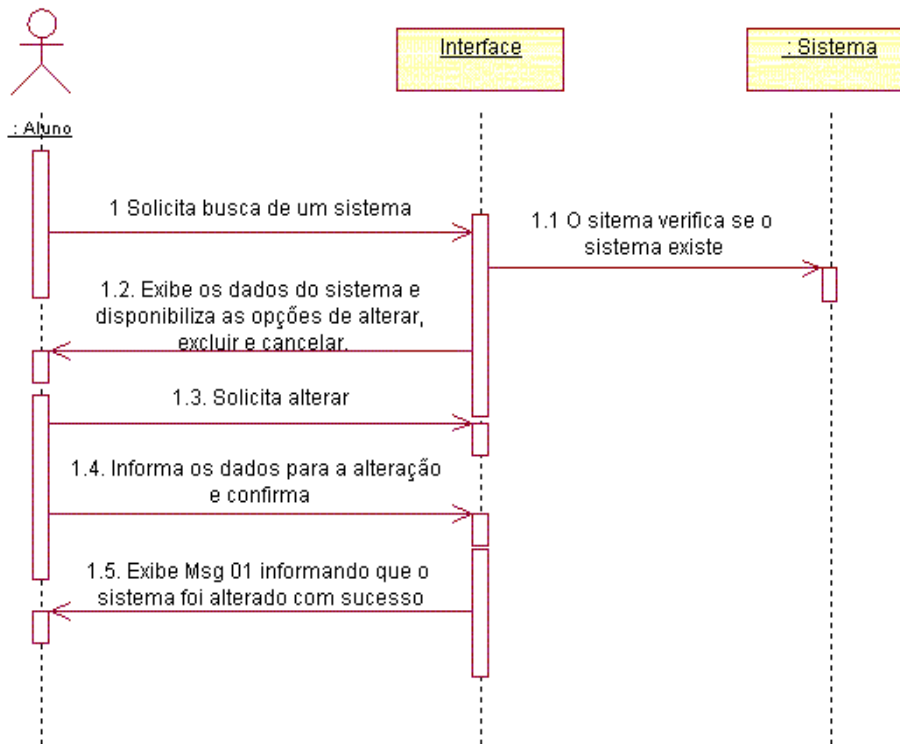 Interface
: Sistema
: Aluno
1 Solicita busca de um sistema
1.1 O sitema verifica se o
sistema existe
1.2. Exibe os dados do sistema e
disponibiliza as opções de alterar,
excluir e cancelar.
1.3. Solicita alterar
1.4. Informa os dados para a alteração
e confirma
1.5. Exibe Msg 01 informando que o
sistema foi alterado com sucesso